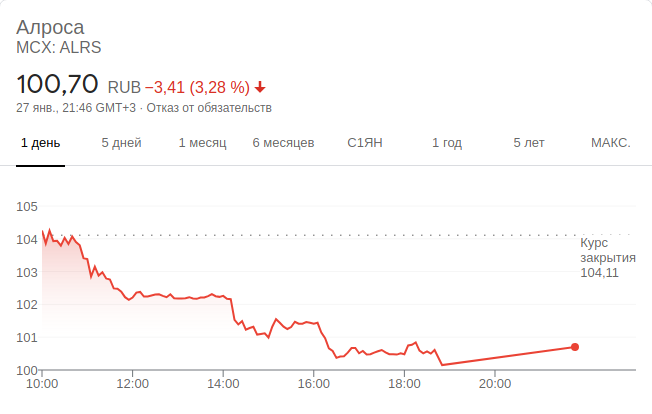 Алроса
MCX: ALRS
100,70 RUB −3,41 (3,28 %)
27 янв., 21:46 GMT+3 · Отказ от обязательств
1 день 5 дней 1 месяц 6 месяцев С1ЯН 1 год 5 лет МАКС.
105
104
103
102
101
100
Курс
закрытия
104,11
10:00 12:00 14:00 16:00 18:00 20:00